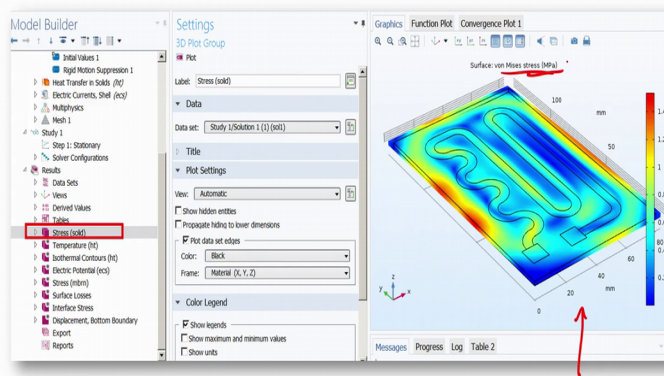 Model Builder
Initial Values 1
Rigid Motion Suppression 1
Heat Transfer in Solids (ht)
Electric Currents, Shell (ecs)
Multiphysics
Mesh 1
Study 1
Step 1: Stationary
Solver Configurations
Results
Data Sets
Views
Derived Values
Tables
Stress (solid)
Temperature (ht)
Isothermal Contours (ht)
Electric Potential (ecs)
Stress (mbrn)
Surface Losses
Interface Stress
Displacement, Bottom Boundary
Export
Reports
Settings
3D Plot Group
Plot
Label: Stress (solid)
Data
Data set: Study 1/Solution 1 (1) (sol1)
Title
Plot Settings
View: Automatic
Show hidden entities
Propagate hiding to lower dimensions
Plot data set edges
Color: Black
Frame: Material (X, Y, Z)
Color Legend
Show legends
Show maximum and minimum values
Show units
Graphics Function Plot Convergence Plot 1
Surface: von Mises stress (MPa)
100
mm
50
0
20
40
60
80
mm
z
y
x
1
Messages Progress Log Table 2